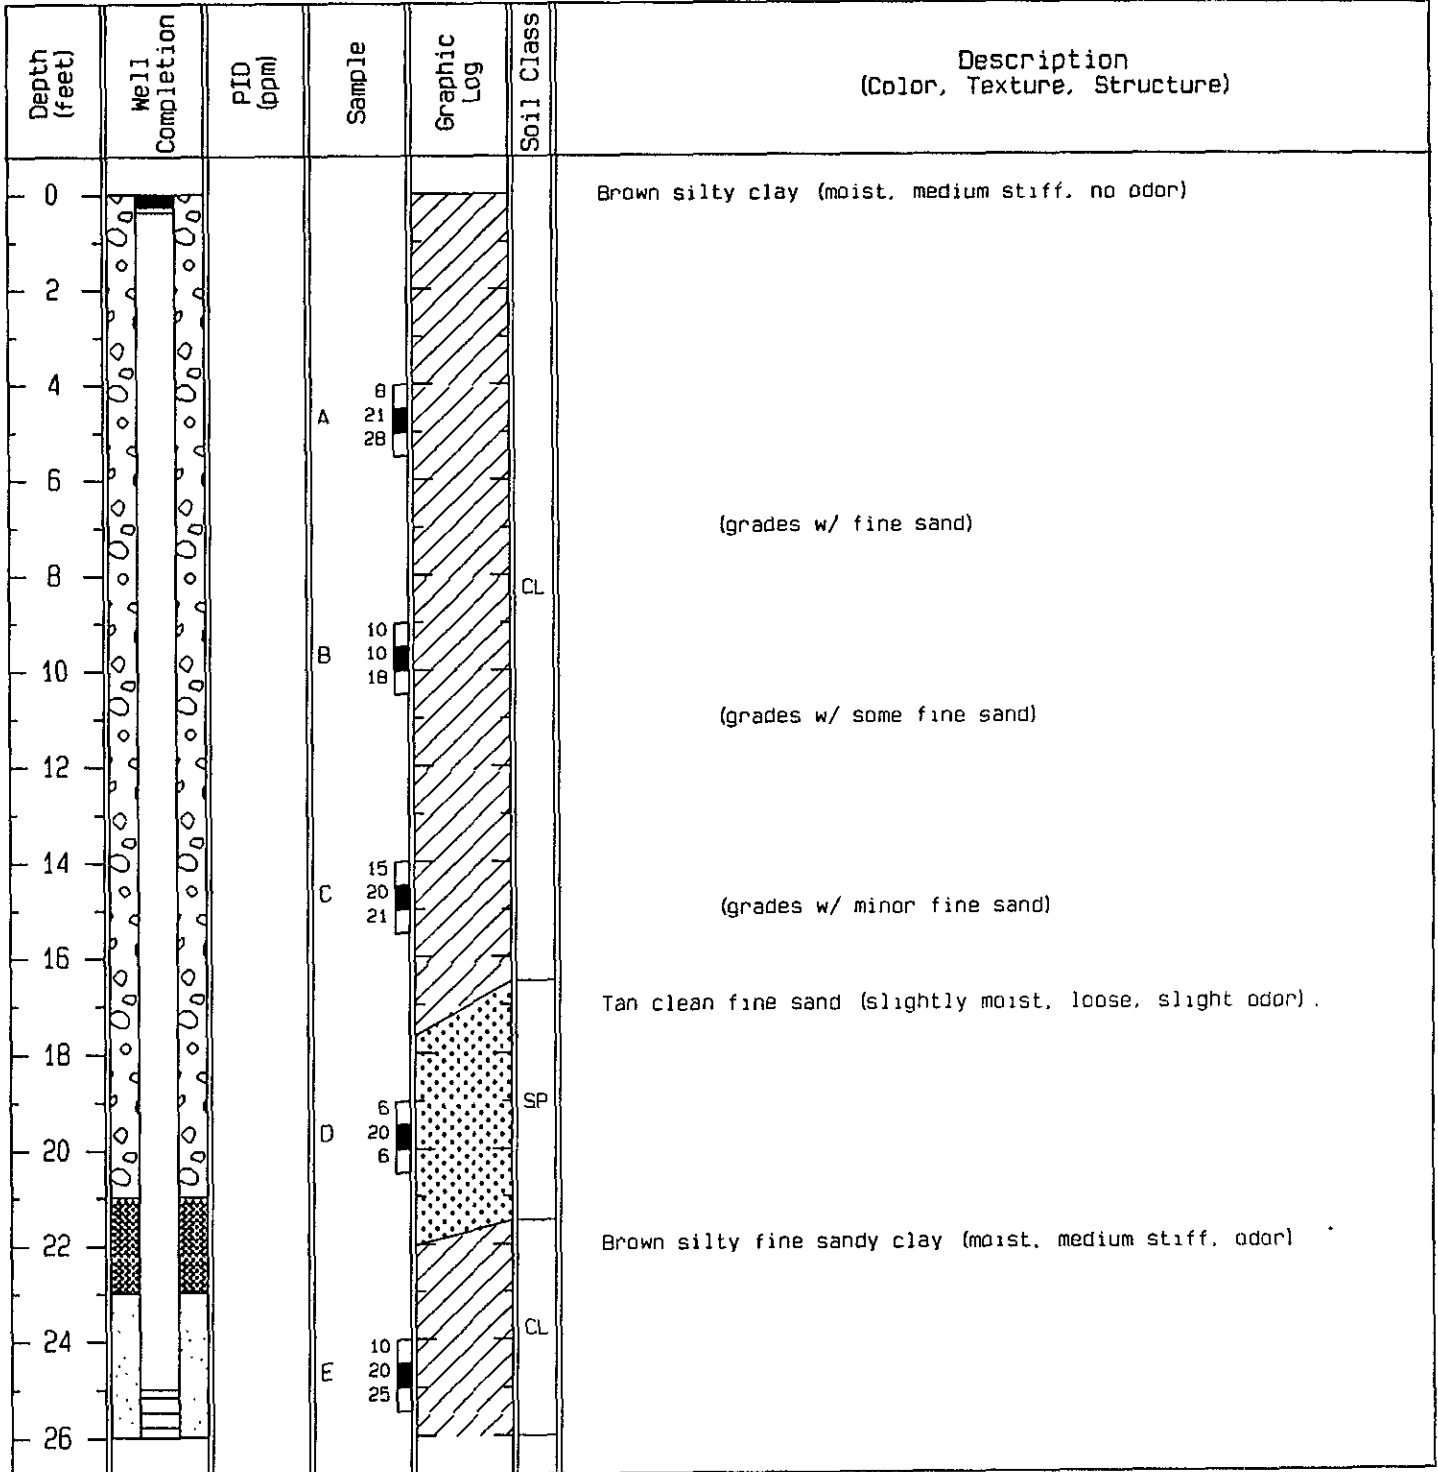 Depth
(feet)
Well
Completion
PID
(ppm)
Sample
Graphic
Log
Soil Class
Description
(Color, Texture, Structure)
0
Brown silty clay (moist, medium stiff, no odor)
2
4
A
8
21
28
6
(grades w/ fine sand)
8
CL
B
10
10
18
10
(grades w/ some fine sand)
12
14
C
15
20
21
(grades w/ minor fine sand)
16
Tan clean fine sand (slightly moist, loose, slight odor).
18
SP
D
6
20
6
20
22
Brown silty fine sandy clay (moist, medium stiff, odor)
24
CL
E
10
20
25
26